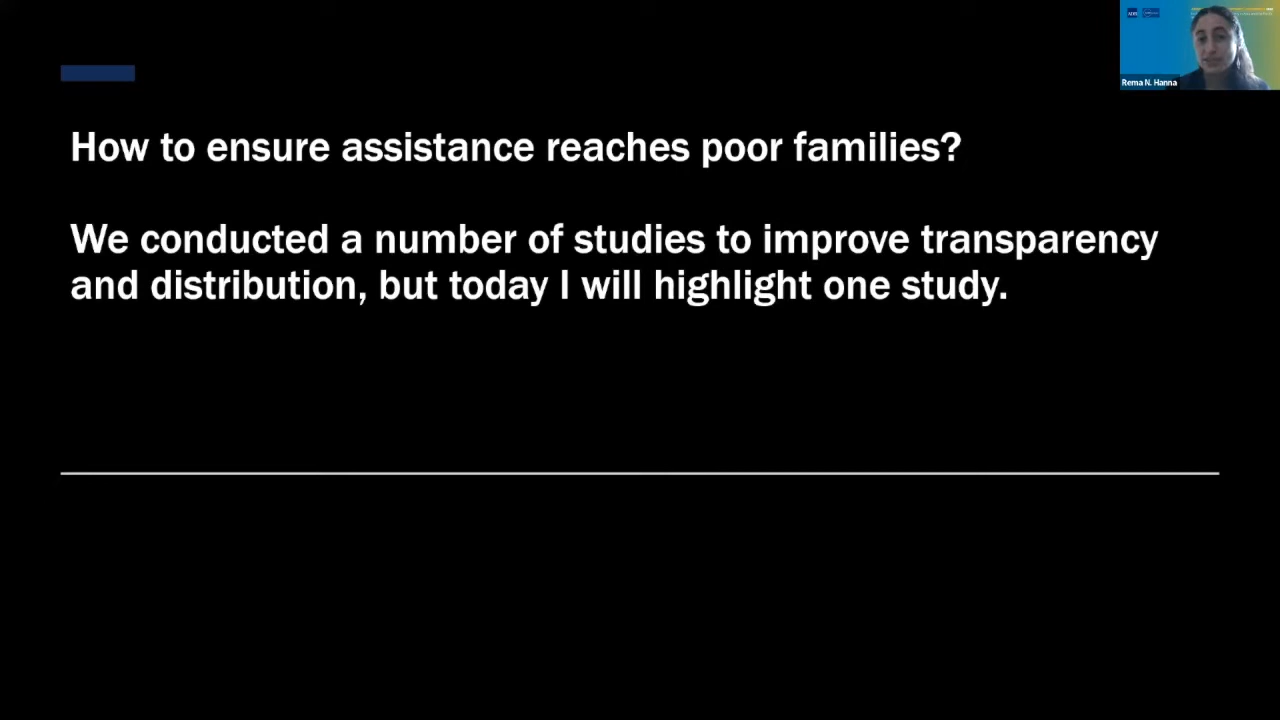 How to ensure assistance reaches poor families?
We conducted a number of studies to improve transparency
and distribution, but today I will highlight one study.
ADB
Rema N. Hanna